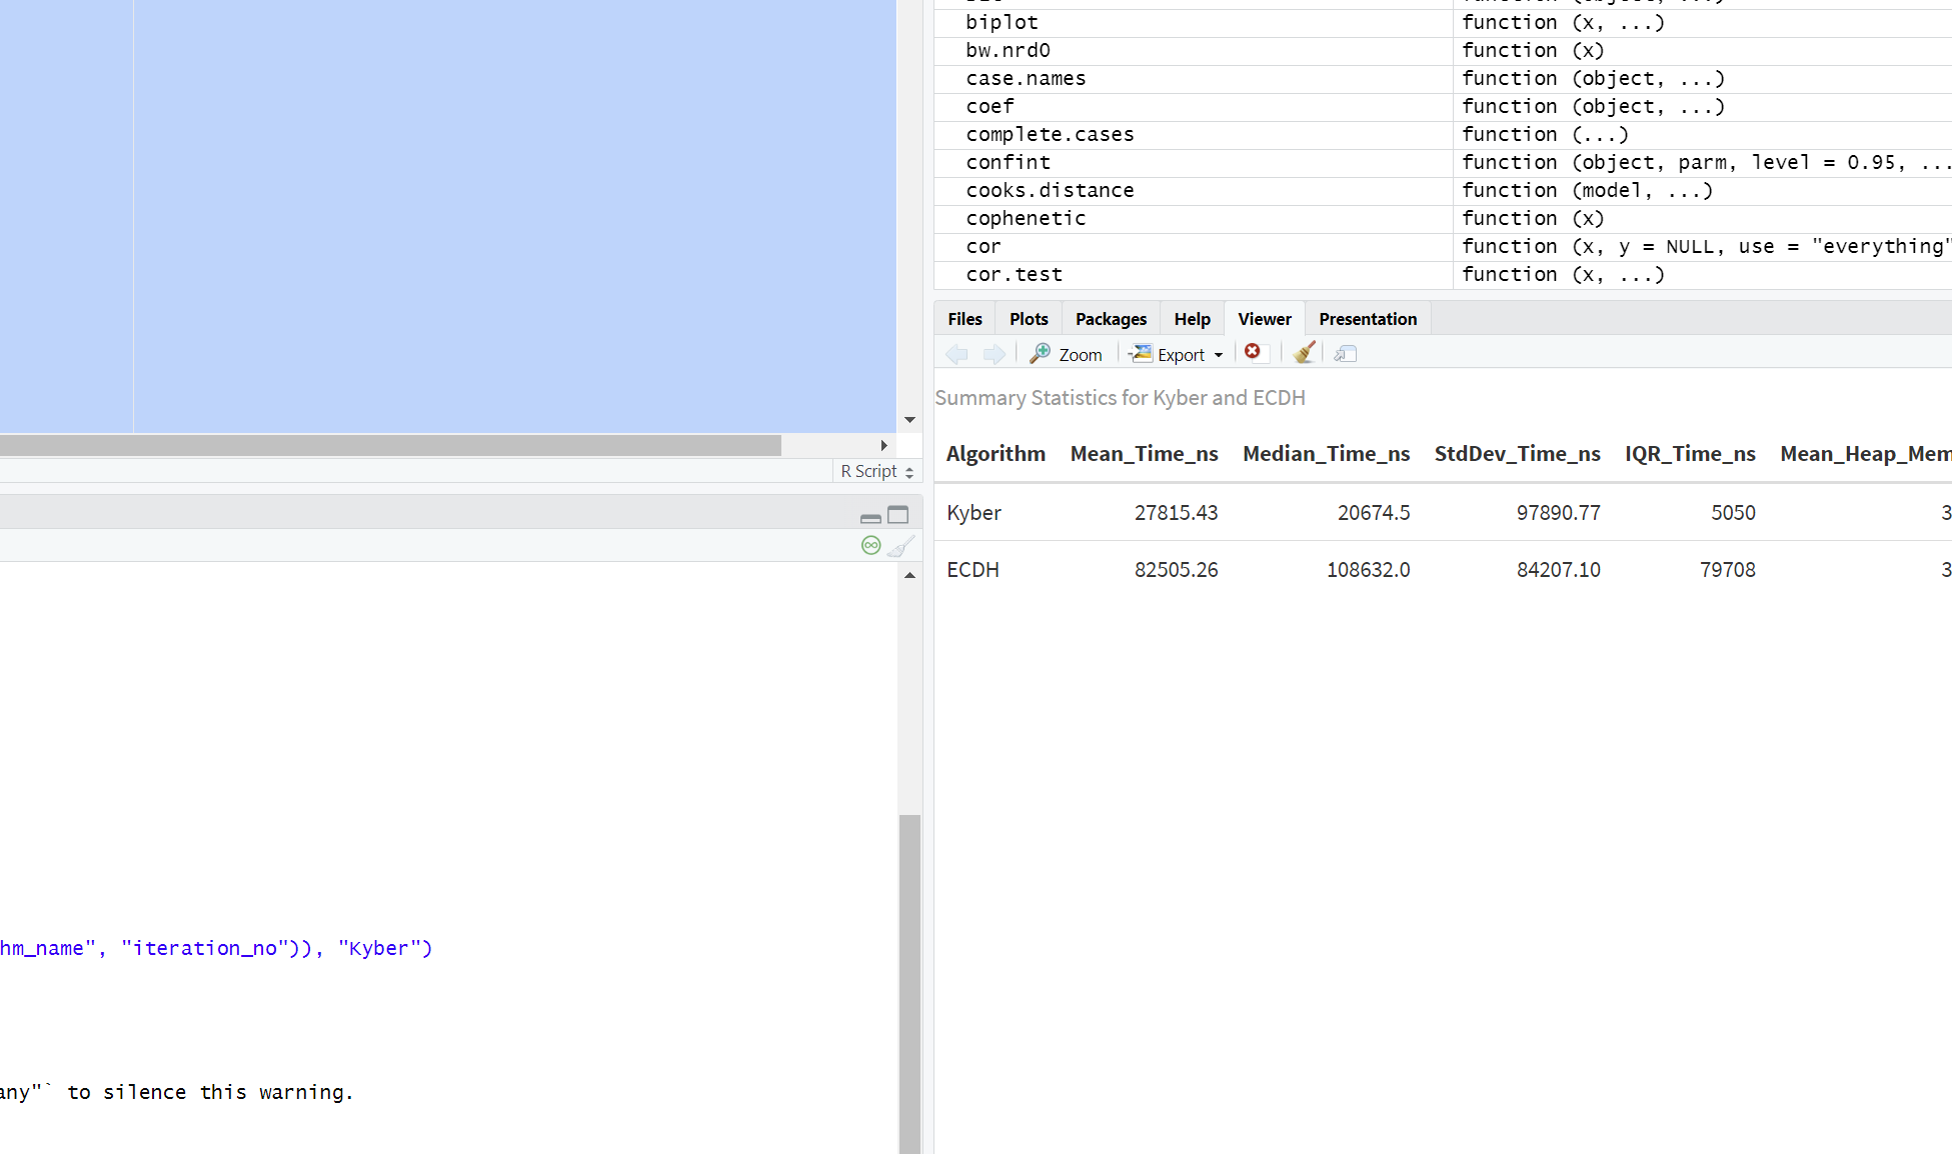 biplot function (x, ...)
bw.nrd0 function (x)
case.names function (object, ...)
coef function (object, ...)
complete.cases function (...)
confint function (object, parm, level = 0.95, ...
cooks.distance function (model, ...)
cophenetic function (x)
cor function (x, y = NULL, use = "everything"
cor.test function (x, ...)
Files Plots Packages Help Viewer Presentation
Zoom Export
Summary Statistics for Kyber and ECDH
Algorithm Mean_Time_ns Median_Time_ns StdDev_Time_ns IQR_Time_ns Mean_Heap_Mem
Kyber 27815.43 20674.5 97890.77 5050 3
ECDH 82505.26 108632.0 84207.10 79708 3
R Script
hm_name", "iteration_no")), "Kyber")
any"` to silence this warning.